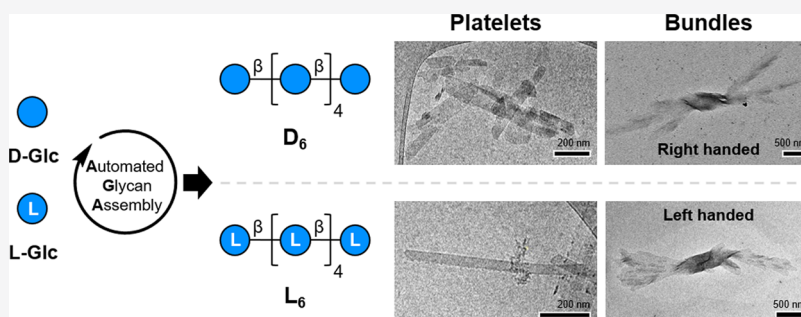 Platelets
Bundles
D-Glc
L
L-Glc
Automated
Glycan
Assembly
β
β
4
D₆
200 nm
Right handed
500 nm
L
β
L
β
L
4
L₆
200 nm
Left handed
500 nm